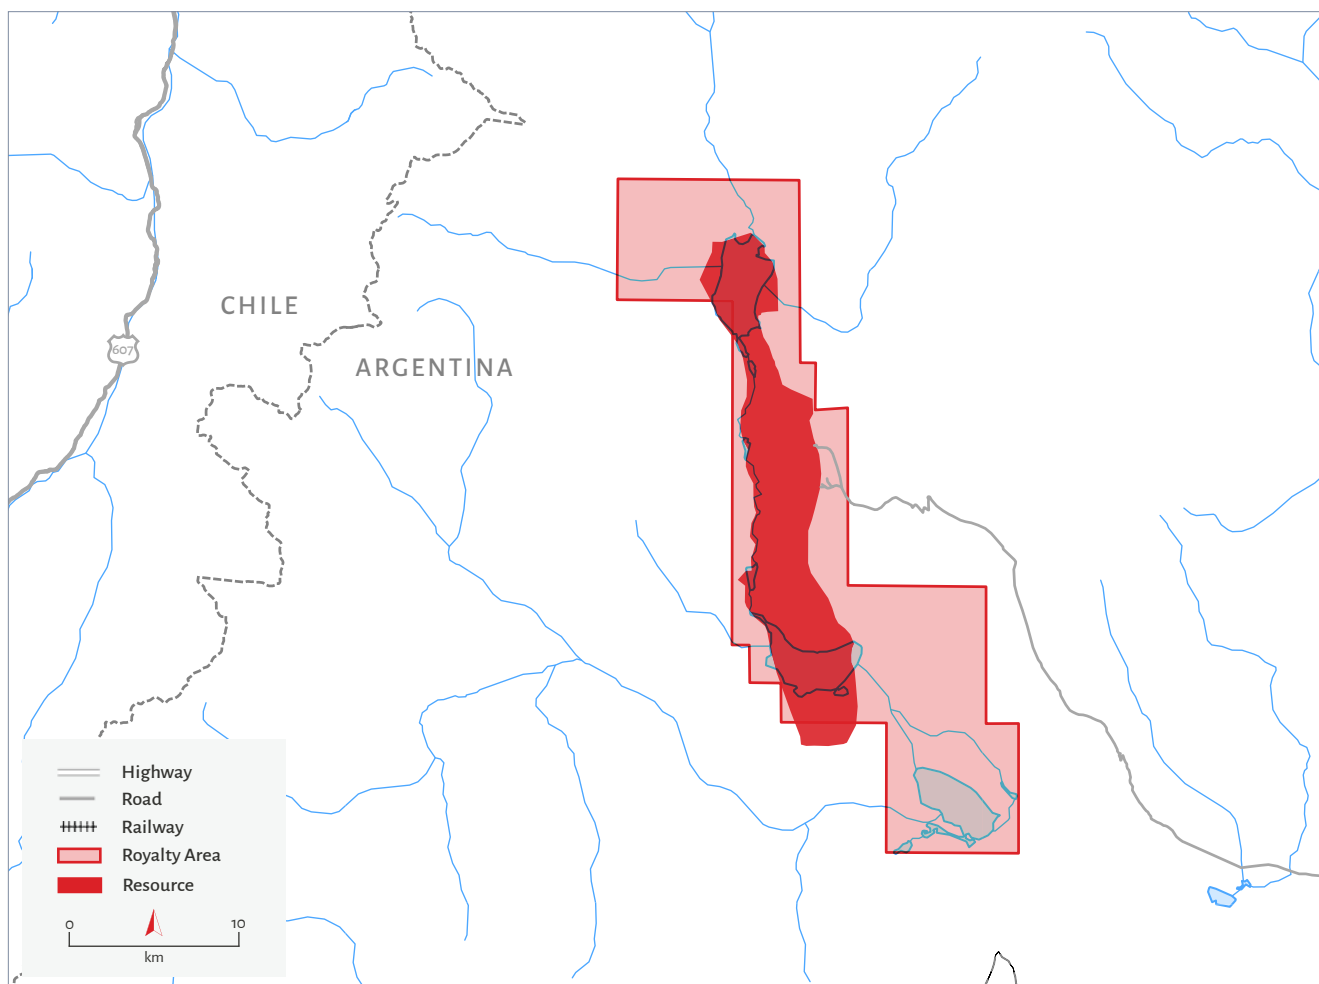 CHILE
607
ARGENTINA
Highway
Road
Railway
Royalty Area
Resource
0 10
km